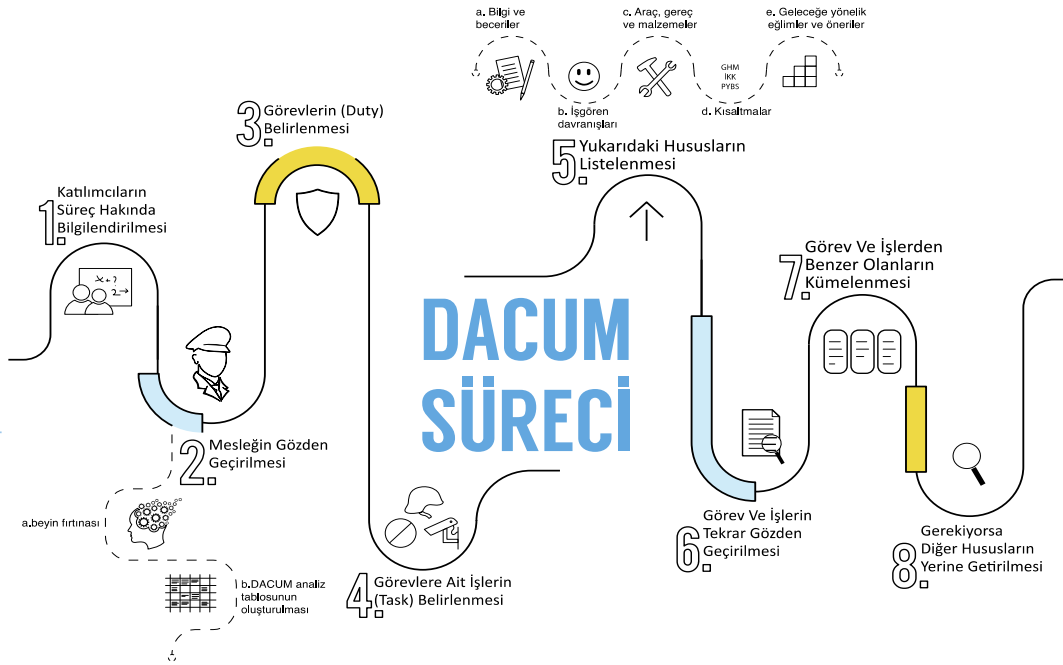 DACUM
SÜRECİ
1.
Katılımcıların
Süreç Hakında
Bilgilendirilmesi
x+?
2→
2.
Mesleğin Gözden
Geçirilmesi
a.beyin fırtınası
b.DACUM analiz
tablosunun
oluşturulması
3.
Görevlerin (Duty)
Belirlenmesi
4.
Görevlere Ait İşlerin
(Task) Belirlenmesi
5.
Yukarıdaki Hususların
Listelenmesi
a. Bilgi ve
beceriler
b. İşgören
davranışları
c. Araç, gereç
ve malzemeler
GHM
İKK
PYBS
d. Kısaltmalar
e. Geleceğe yönelik
eğlimler ve öneriler
6.
Görev Ve İşlerin
Tekrar Gözden
Geçirilmesi
7.
Görev Ve İşlerden
Benzer Olanların
Kümelenmesi
8.
Gerekiyorsa
Diğer Hususların
Yerine Getirilmesi